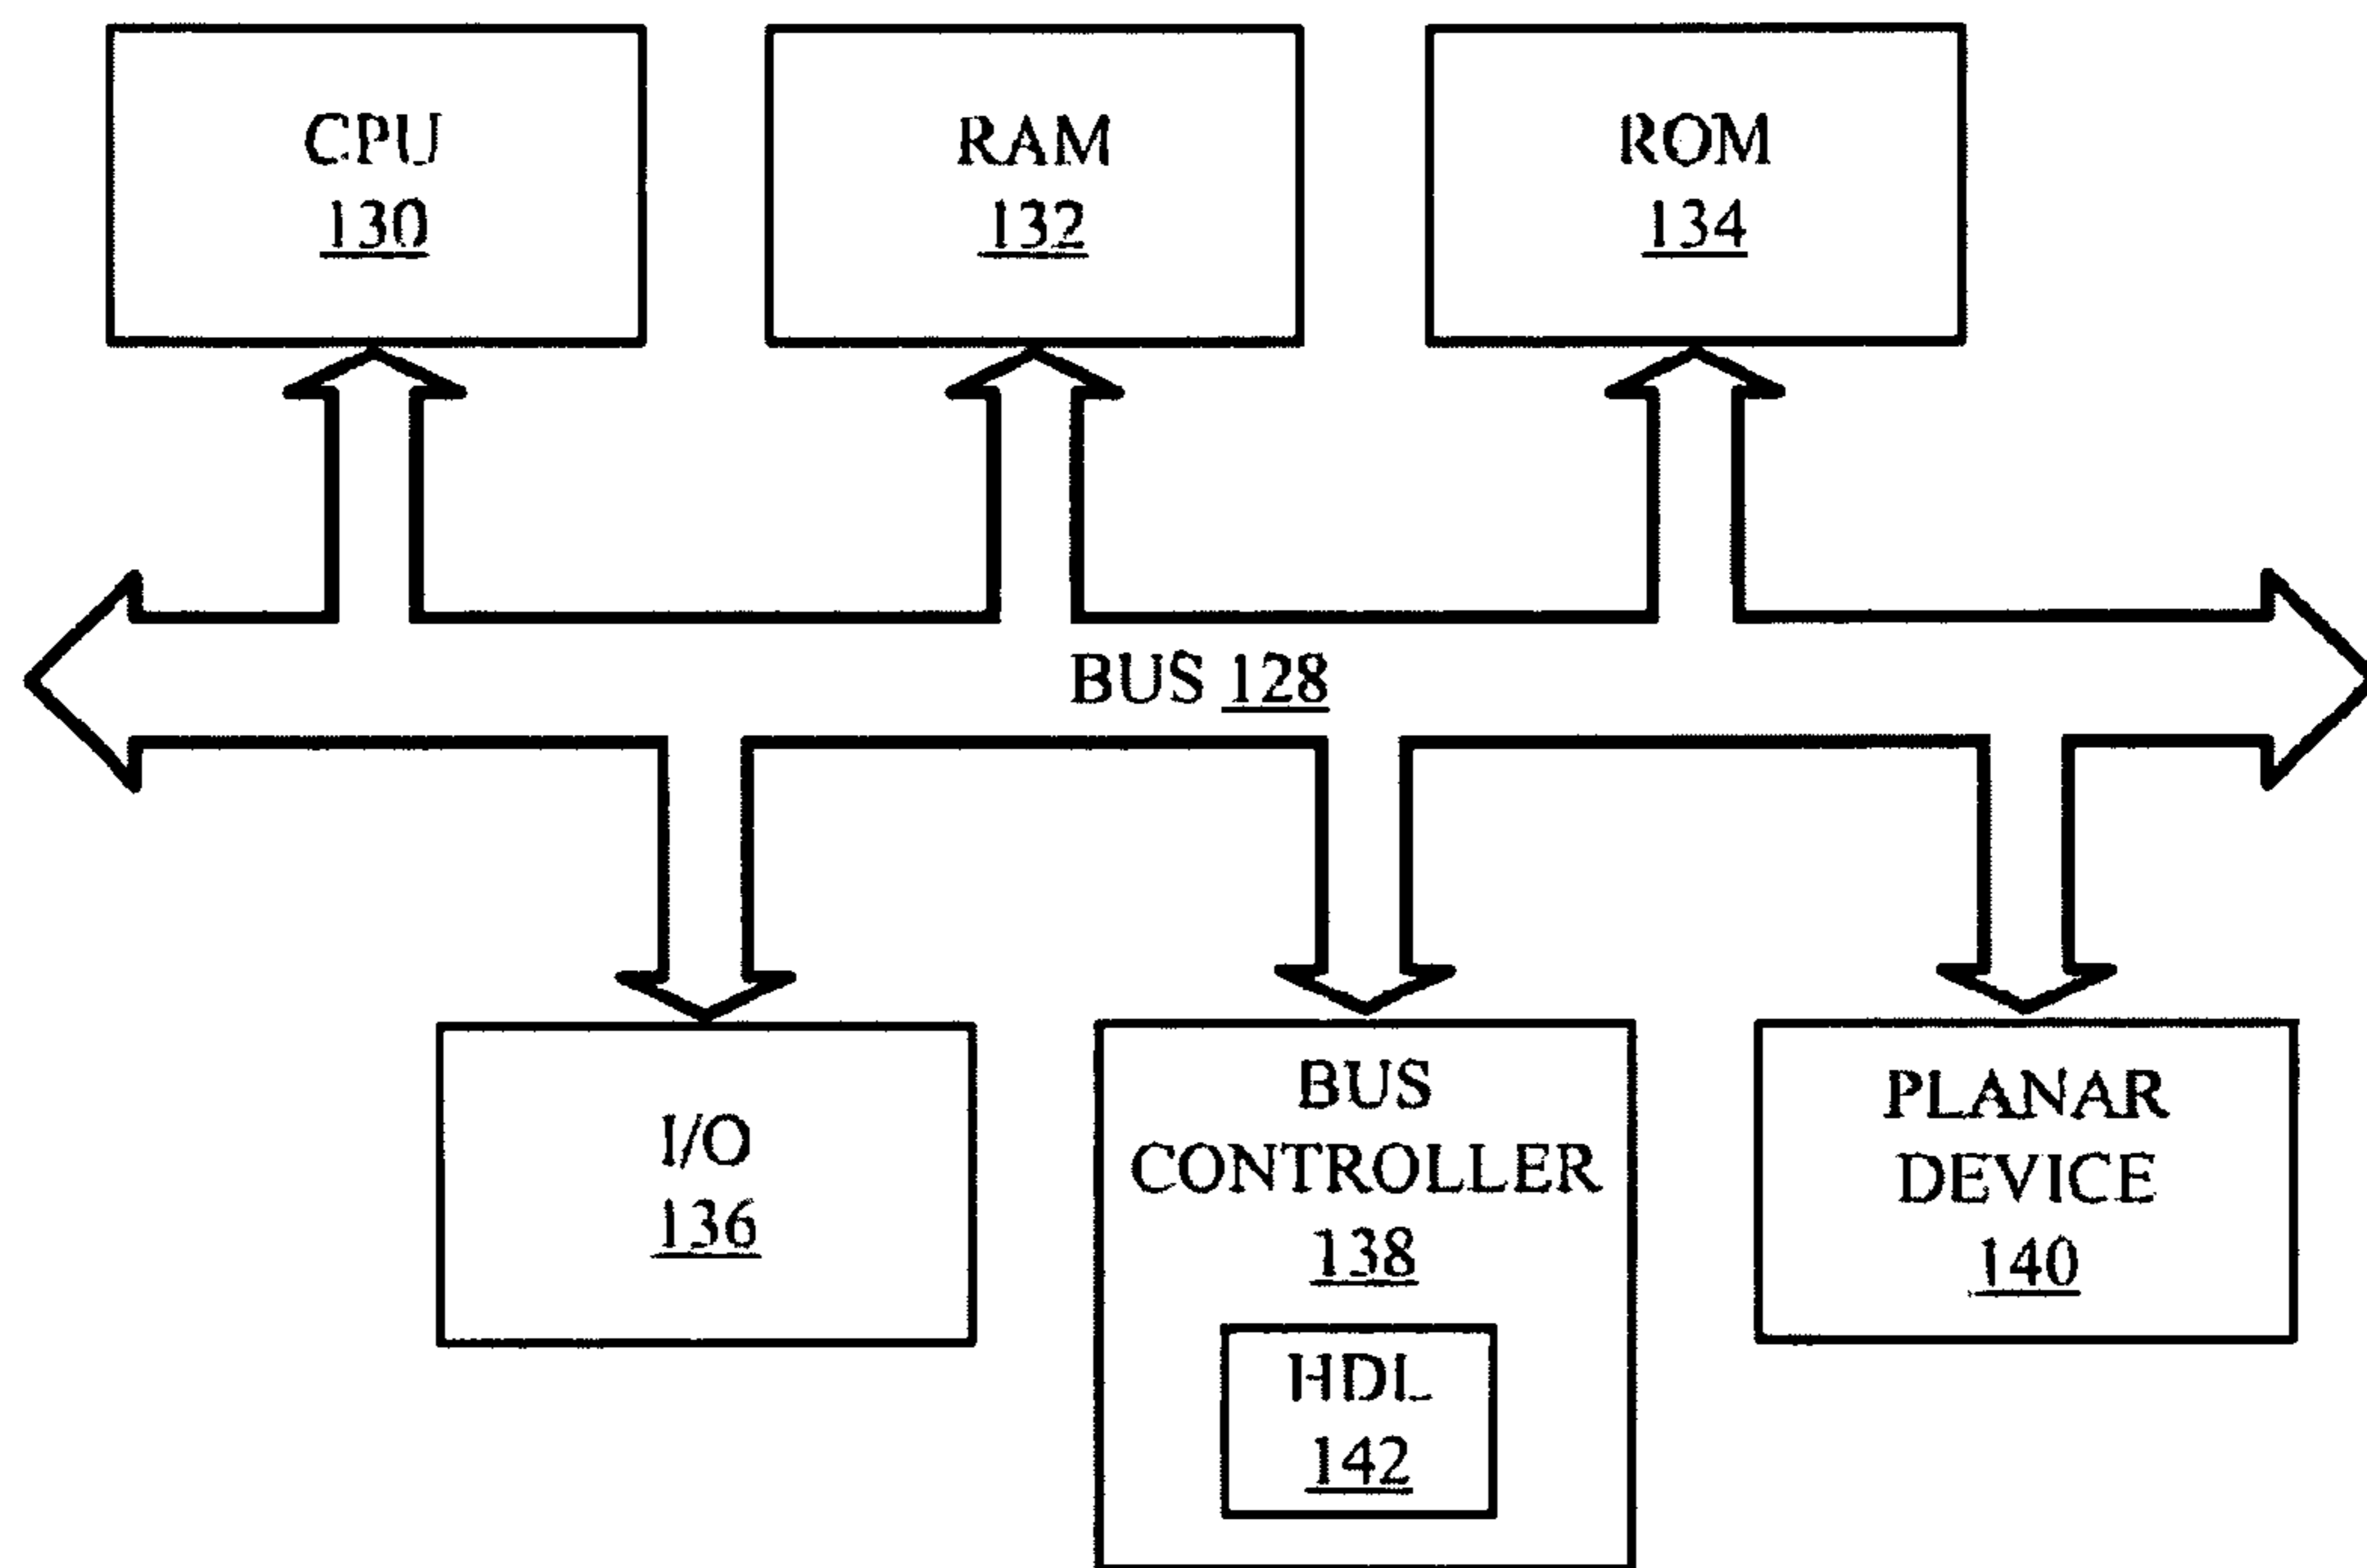 CPU
130
RAM
132
ROM
134
BUS 128
I/O
136
BUS
CONTROLLER
138
HDL
142
PLANAR
DEVICE
140